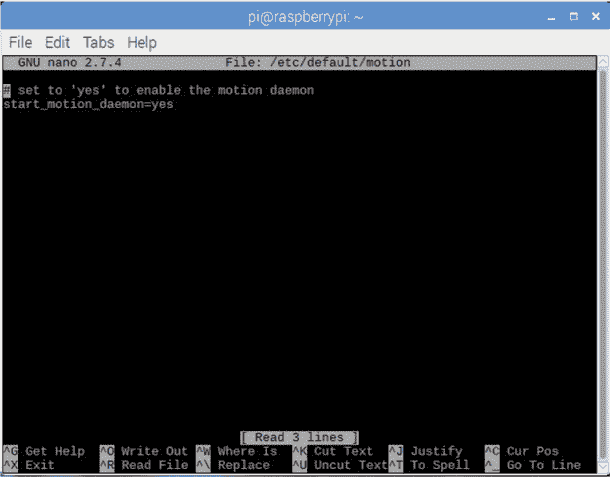 pi@raspberrypi: ~
File Edit Tabs Help
GNU nano 2.7.4 File: /etc/default/motion
# set to 'yes' to enable the motion daemon
start_motion_daemon=yes
[ Read 3 lines ]
^G Get Help ^O Write Out ^W Where Is ^K Cut Text ^J Justify ^C Cur Pos
^X Exit ^R Read File ^\ Replace ^U Uncut Text ^T To Spell ^_ Go To Line